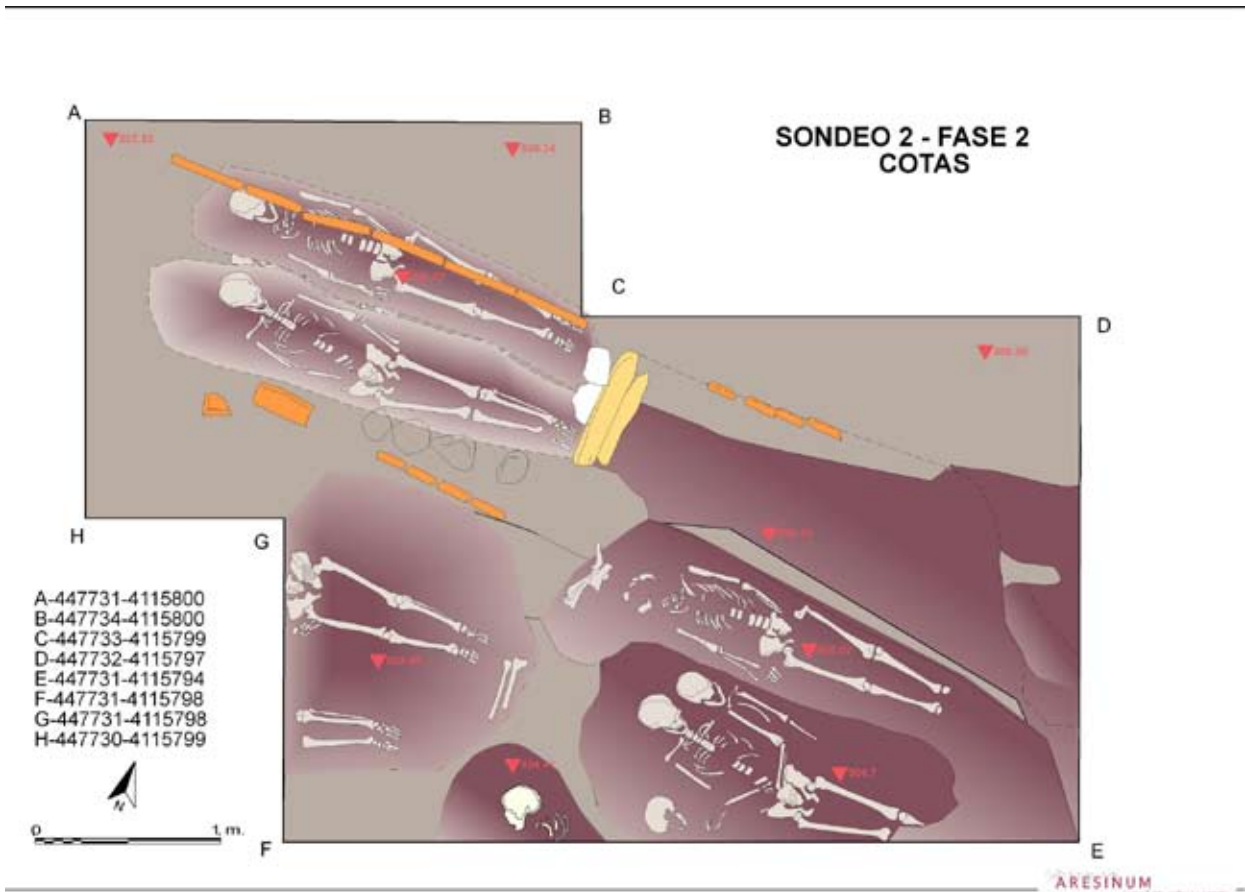 A
B
SONDEO 2 - FASE 2
COTAS
C
D
H
G
A-447731-4115800
B-447734-4115800
C-447733-4115799
D-447732-4115797
E-447731-4115794
F-447731-4115798
G-447731-4115798
H-447730-4115799
N
0 1 m.
F
E
ARESINUM